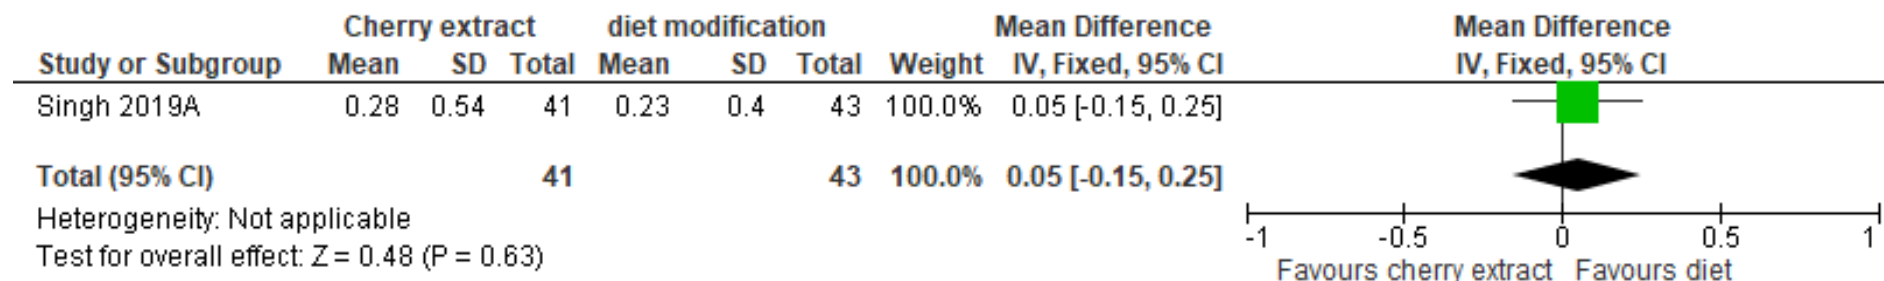 Cherry extract diet modification Mean Difference Mean Difference
Study or Subgroup Mean SD Total Mean SD Total Weight IV, Fixed, 95% CI IV, Fixed, 95% CI
Singh 2019A 0.28 0.54 41 0.23 0.4 43 100.0% 0.05 [-0.15, 0.25]
Total (95% CI) 41 43 100.0% 0.05 [-0.15, 0.25]
Heterogeneity: Not applicable
Test for overall effect: Z = 0.48 (P = 0.63)
-1 -0.5 0 0.5 1
Favours cherry extract Favours diet